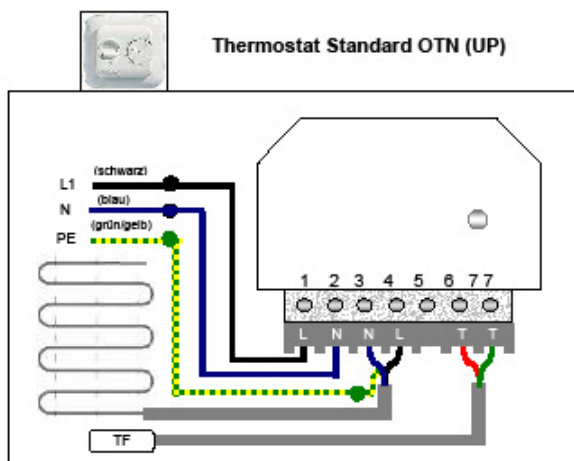 Thermostat Standard OTN (UP)
L1 (schwarz)
N (blau)
PE (grün/gelb)
1 2 3 4 5 6 7 7
L N N L T T
TF